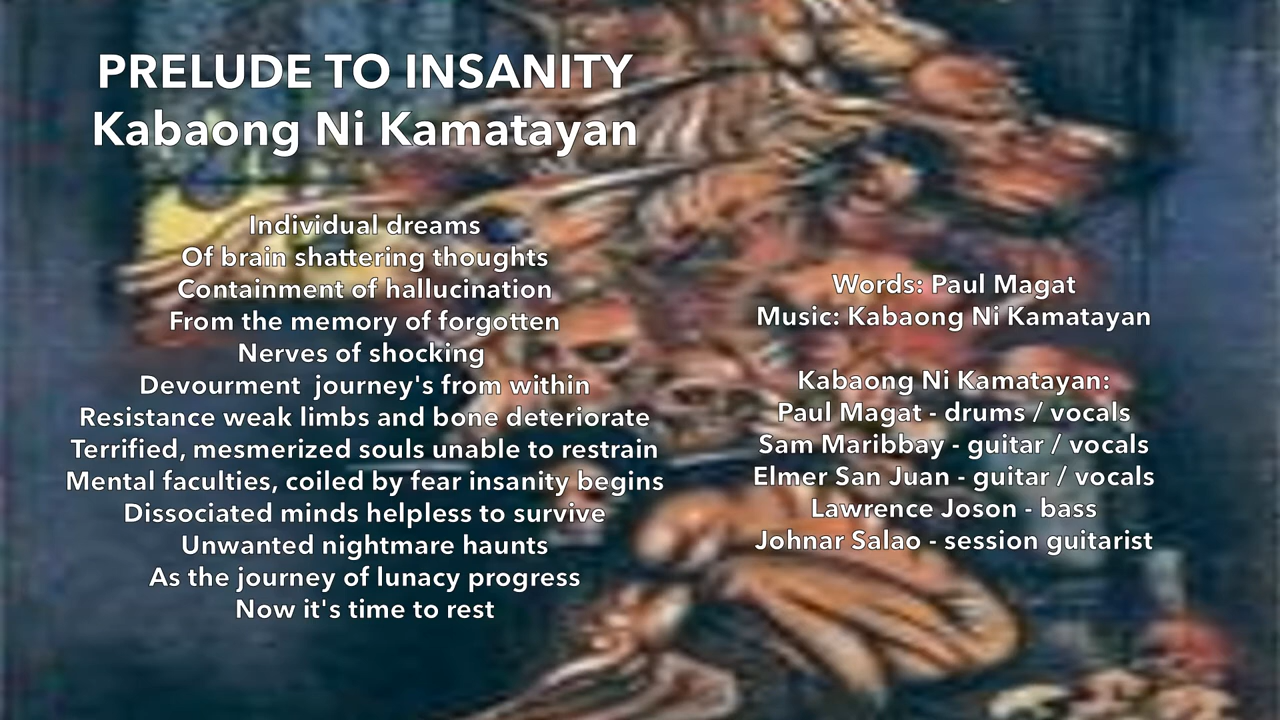 PRELUDE TO INSANITY
Kabaong Ni Kamatayan
Individual dreams
Of brain shattering thoughts
Containment of hallucination
From the memory of forgotten
Nerves of shocking
Devourment  journey's from within
Resistance weak limbs and bone deteriorate
Terrified, mesmerized souls unable to restrain
Mental faculties, coiled by fear insanity begins
Dissociated minds helpless to survive
Unwanted nightmare haunts
As the journey of lunacy progress
Now it's time to rest
Words: Paul Magat
Music: Kabaong Ni Kamatayan
Kabaong Ni Kamatayan:
Paul Magat - drums / vocals
Sam Maribbay - guitar / vocals
Elmer San Juan - guitar / vocals
Lawrence Joson - bass
Johnar Salao - session guitarist